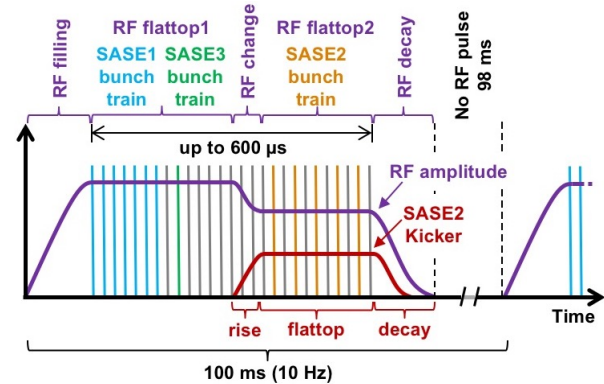 RF filling
RF flattop1
SASE1
bunch
train
SASE3
bunch
train
RF change
RF flattop2
SASE2
bunch
train
RF decay
No RF pulse
98 ms
up to 600 µs
RF amplitude
SASE2
Kicker
rise
flattop
decay
Time
100 ms (10 Hz)